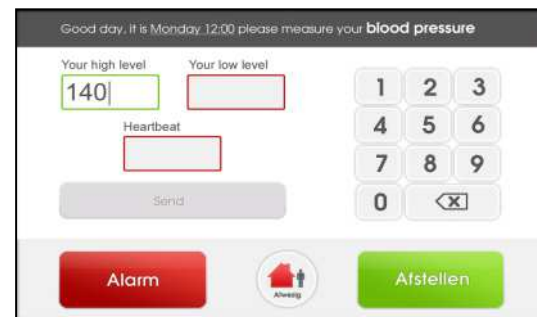 Good day, it is Monday 12:00 please measure your blood pressure
Your high level Your low level
140
Heartbeat
Send
1 2 3
4 5 6
7 8 9
0
Alarm
Afwezig
Afstellen